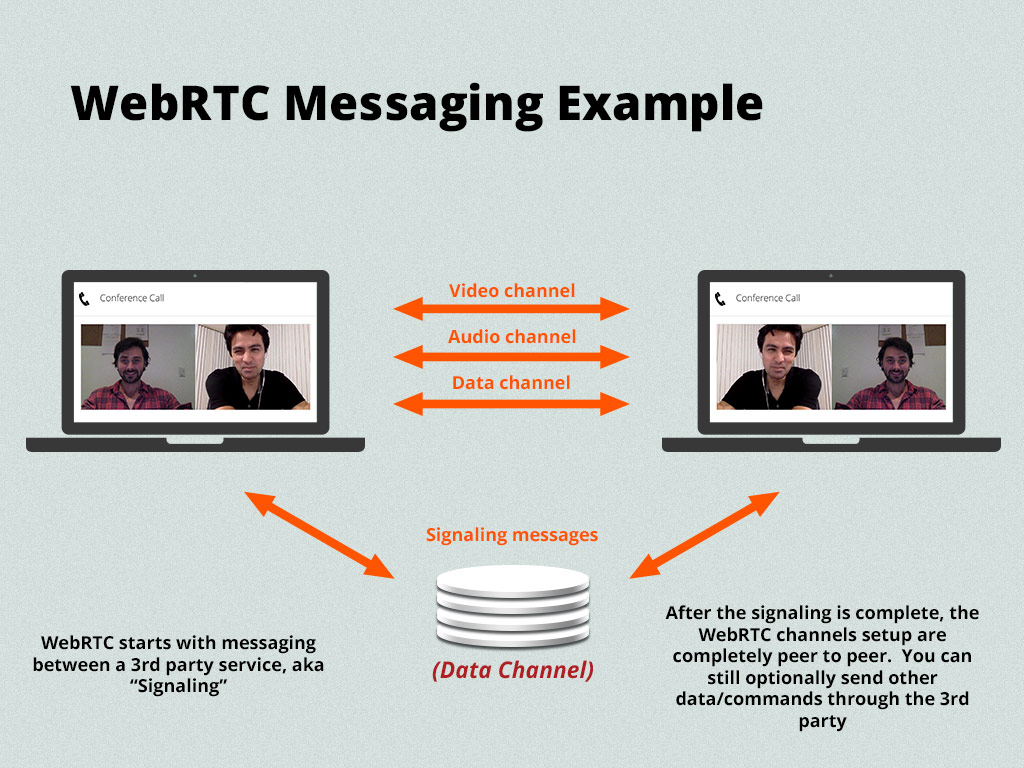 WebRTC Messaging Example
Conference Call
Video channel
Audio channel
Data channel
Conference Call
Signaling messages
(Data Channel)
WebRTC starts with messaging
between a 3rd party service, aka
“Signaling”
After the signaling is complete, the
WebRTC channels setup are
completely peer to peer.  You can
still optionally send other
data/commands through the 3rd
party